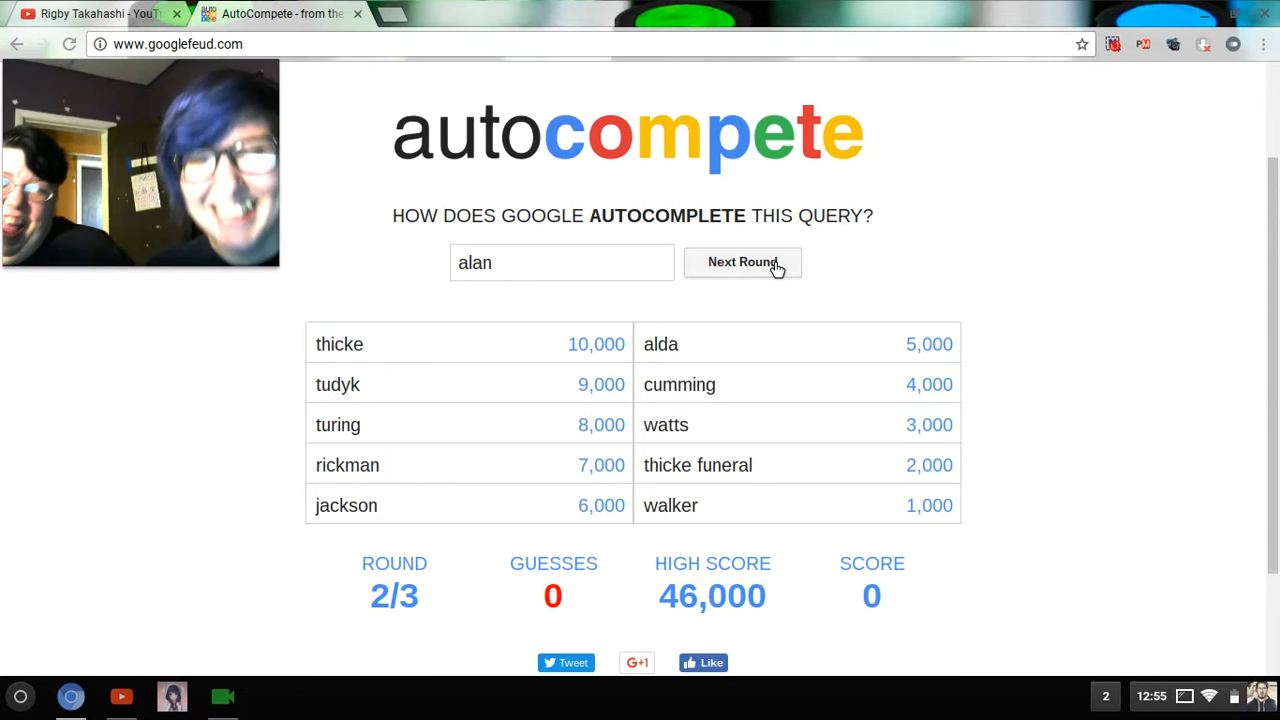 Rigby Takahashi - YouTu
AutoCompete - from the
www.googlefeud.com
autocompete
HOW DOES GOOGLE AUTOCOMPLETE THIS QUERY?
alan
Next Round
thicke 10,000 alda 5,000
tudyk 9,000 cumming 4,000
turing 8,000 watts 3,000
rickman 7,000 thicke funeral 2,000
jackson 6,000 walker 1,000
ROUND GUESSES HIGH SCORE SCORE
2/3 0 46,000 0
Tweet G+1 Like
2 12:55